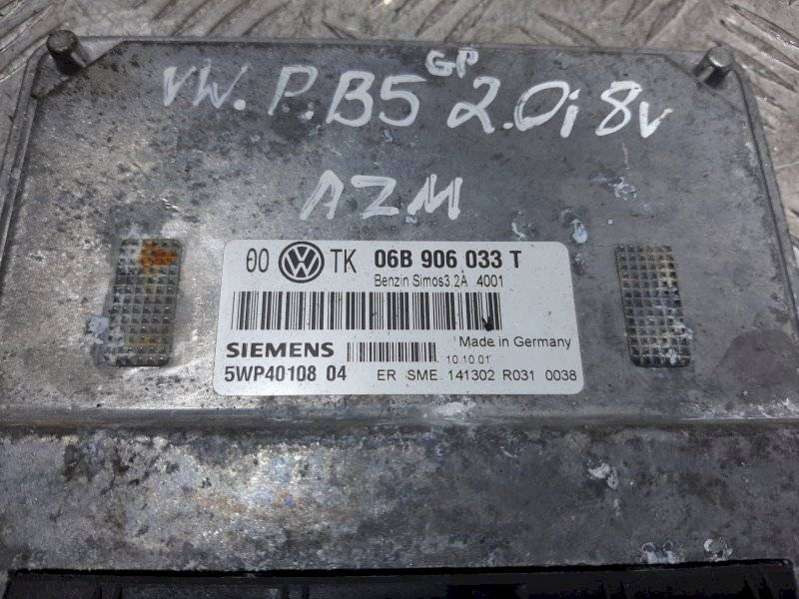 VW. P.B5 GP 2.0i 8v
AZM
00 TK 06B 906 033 T
Benzin Simos3.2A 4001
Made in Germany
SIEMENS 10.10.01
5WP40108 04 ER SME 141302 R031 0038